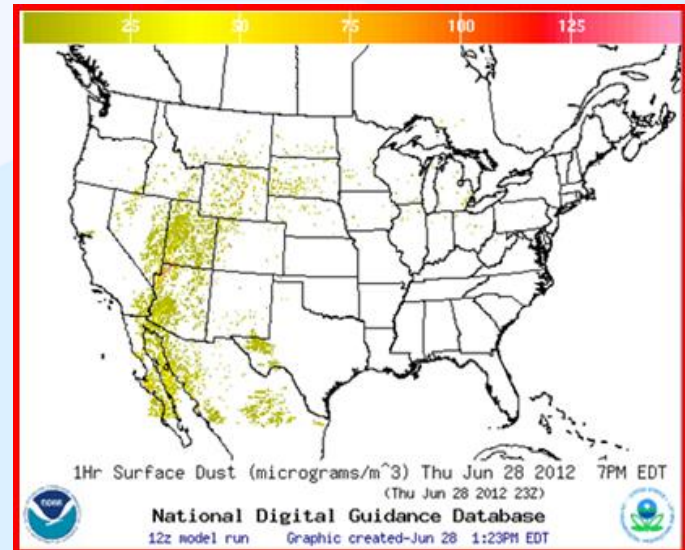 25 50 75 100 125
1Hr Surface Dust (micrograms/m^3) Thu Jun 28 2012 7PM EDT
(Thu Jun 28 2012 23Z)
National Digital Guidance Database
12z model run Graphic created-Jun 28 1:23PM EDT